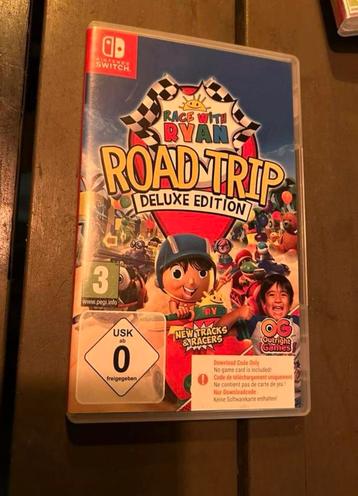 NINTENDO
SWITCH
RACE WITH
RYAN
ROAD TRIP
DELUXE EDITION
3
www.pegi.info
USK
ab
0
freigegeben
RYAN
NEW TRACKS
& RACERS
OG
Outright
Games
Download Code Only
No game card is included!
Code de téléchargement uniquement
Ne contient pas de carte de jeu !
Nur Downloadcode
Keine Softwarekarte enthalten!